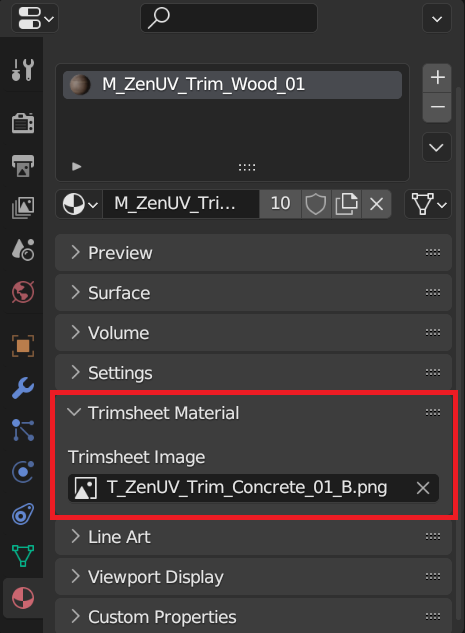 M_ZenUV_Trim_Wood_01
M_ZenUV_Tri... 10
Preview
Surface
Volume
Settings
Trimsheet Material
Trimsheet Image
T_ZenUV_Trim_Concrete_01_B.png
Line Art
Viewport Display
Custom Properties